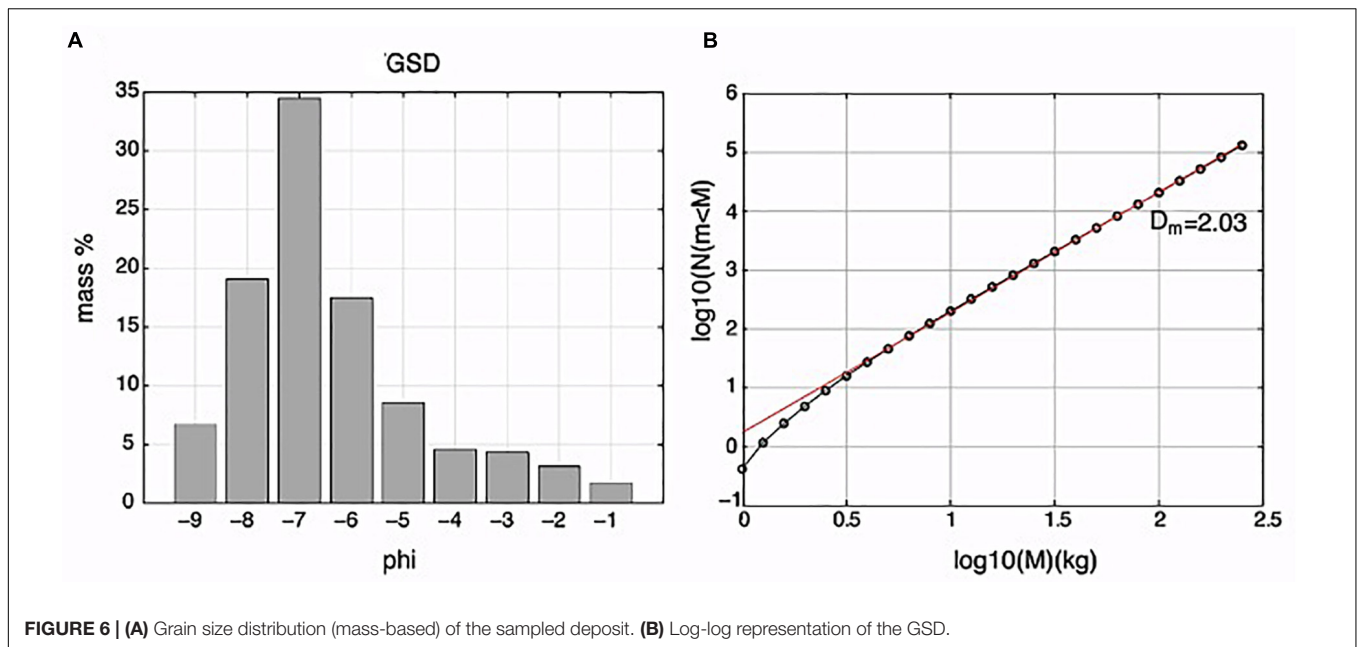 A
'GSD
mass %
35
30
25
20
15
10
5
0
−9 −8 −7 −6 −5 −4 −3 −2 −1
phi
B
log10(N(m<M)
6
5
4
3
2
1
0
−1
Dm=2.03
0 0.5 1 1.5 2 2.5
log10(M)(kg)
FIGURE 6 | (A) Grain size distribution (mass-based) of the sampled deposit. (B) Log-log representation of the GSD.